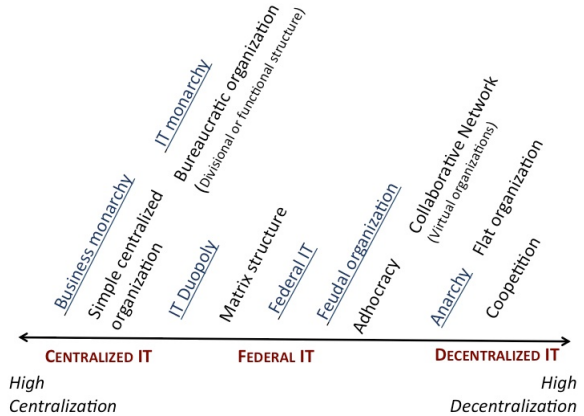 Business monarchy
Simple centralized
organization
IT monarchy
Bureaucratic organization
(Divisional or functional structure)
IT Duopoly
Matrix structure
Federal IT
Feudal organization
Adhocracy
Collaborative Network
(Virtual organizations)
Anarchy
Flat organization
Coopetition
CENTRALIZED IT
FEDERAL IT
DECENTRALIZED IT
High
Centralization
High
Decentralization